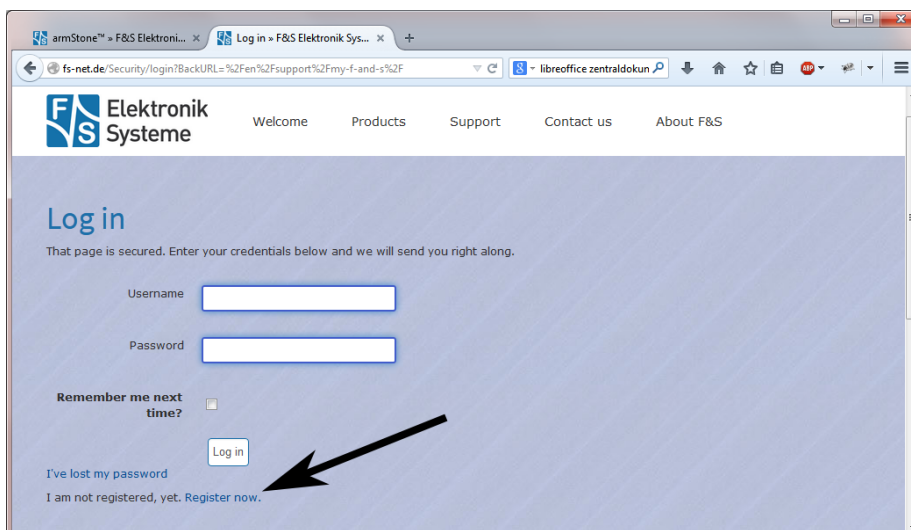 armStone™ » F&S Elektroni... ×
Log in » F&S Elektronik Sys... ×
fs-net.de/Security/login?BackURL=%2Fen%2Fsupport%2Fmy-f-and-s%2F
8
libreoffice zentraldokun
ABP
F
S
Elektronik
Systeme
Welcome Products Support Contact us About F&S
Log in
That page is secured. Enter your credentials below and we will send you right along.
Username
Password
Remember me next
time?
Log in
I've lost my password
I am not registered, yet. Register now.